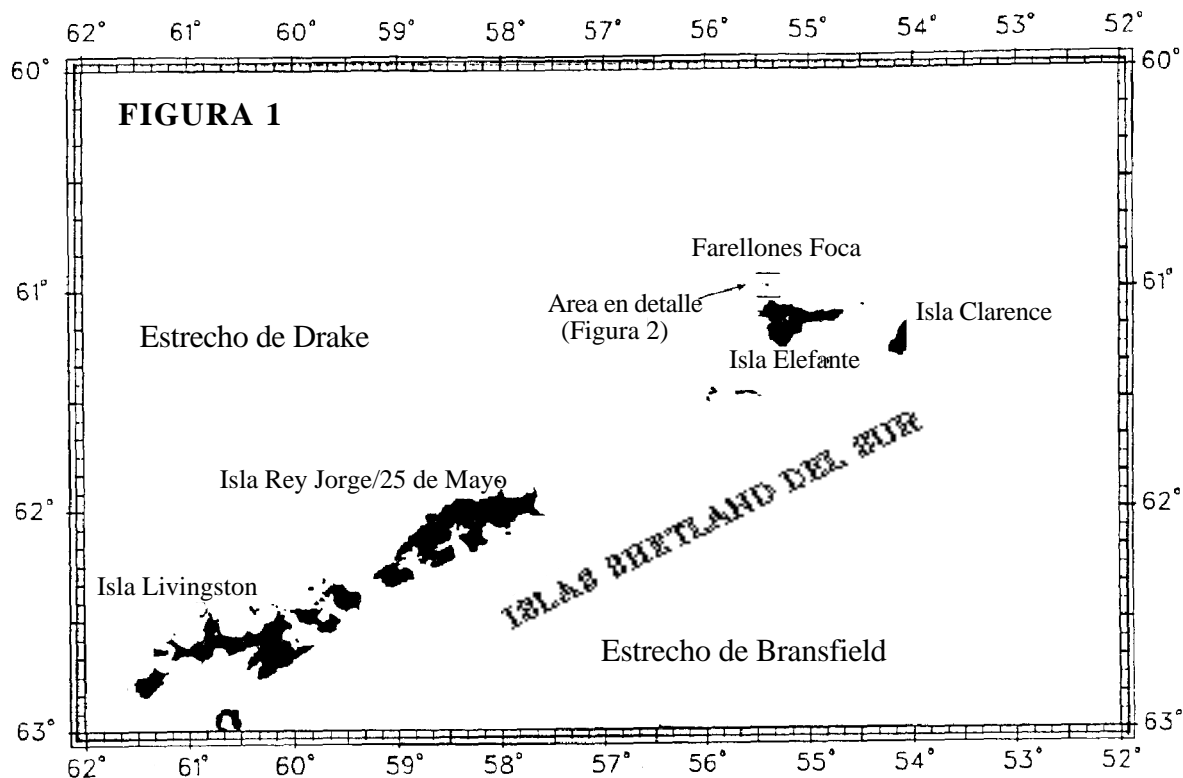 62° 61° 60° 59° 58° 57° 56° 55° 54° 53° 52°
60° 60°
FIGURA 1
Farellones Foca
61° 61°
Area en detalle
(Figura 2)
Isla Clarence
Estrecho de Drake
Isla Elefante
ISLAS SHETLAND DEL SUR
Isla Rey Jorge/25 de Mayo
62° 62°
Isla Livingston
Estrecho de Bransfield
63° 63°
62° 61° 60° 59° 58° 57° 56° 55° 54° 53° 52°